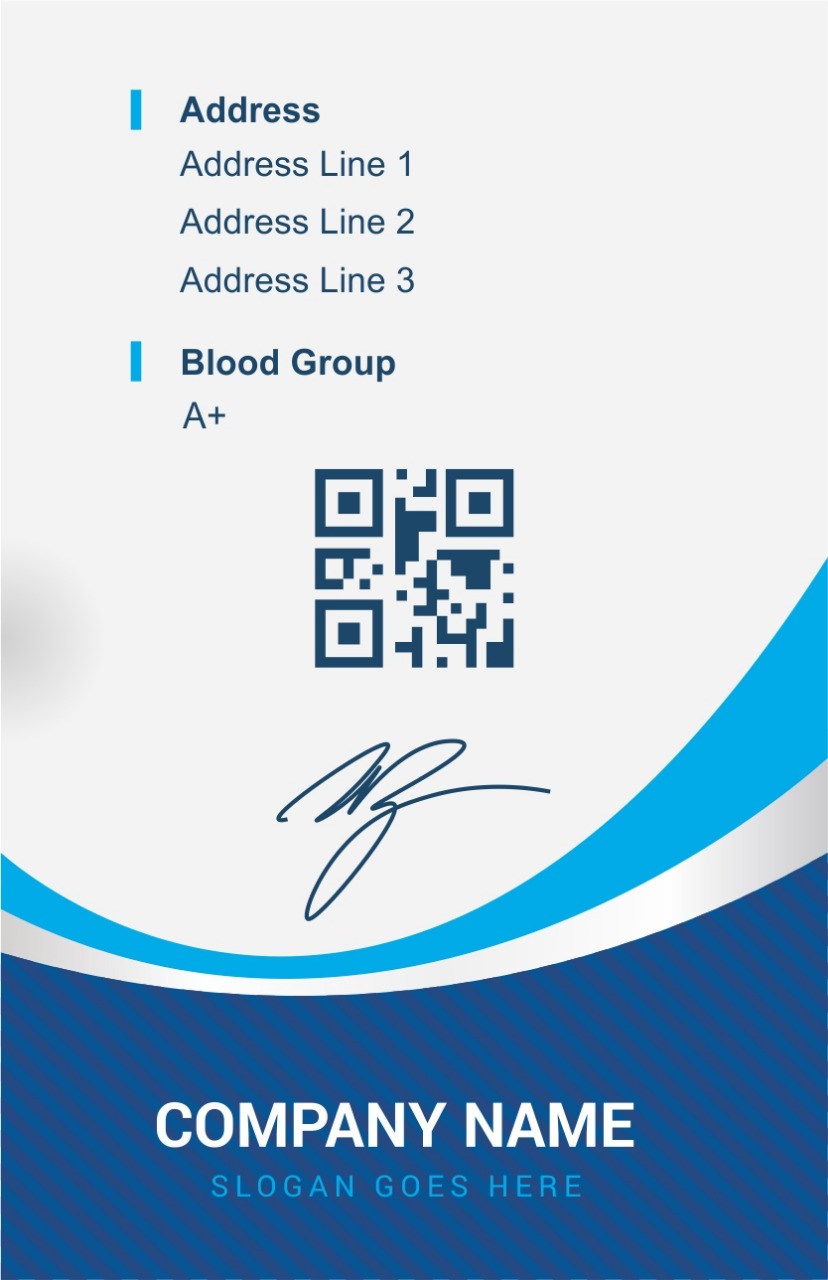 Address
Address Line 1
Address Line 2
Address Line 3
Blood Group
A+
COMPANY NAME
SLOGAN GOES HERE